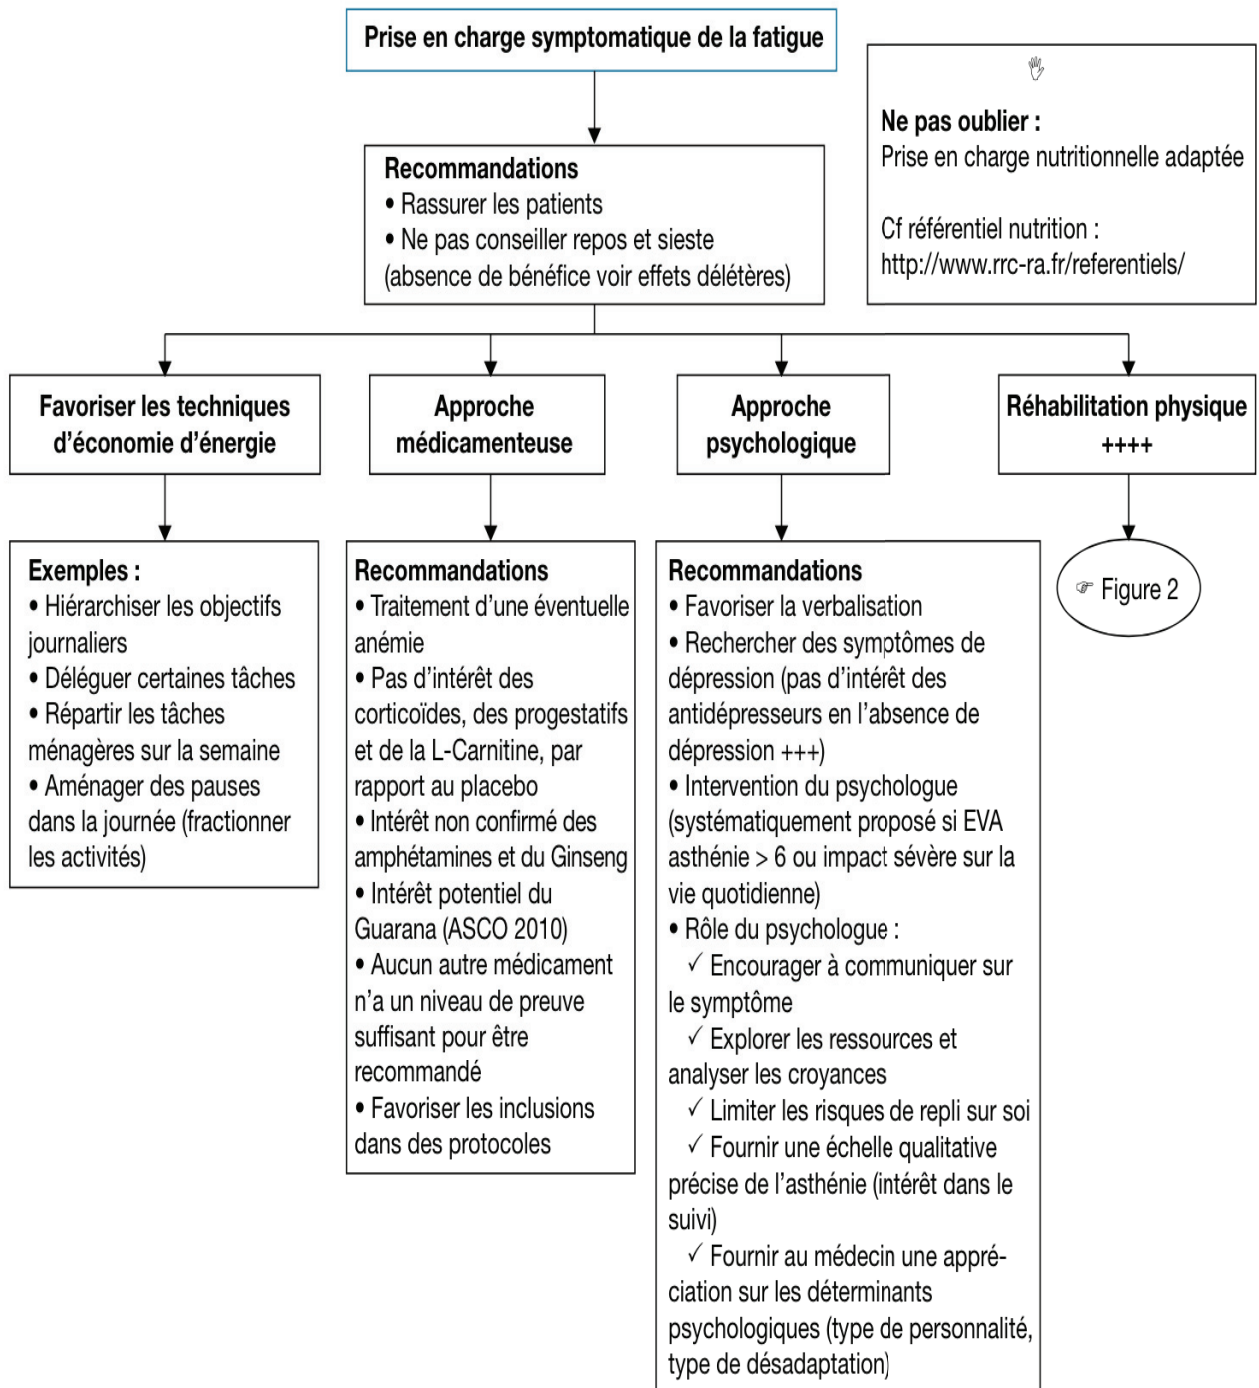 Prise en charge symptomatique de la fatigue
Ne pas oublier :
Prise en charge nutritionnelle adaptée
Cf référentiel nutrition :
http://www.rrc-ra.fr/referentiels/
Recommandations
• Rassurer les patients
• Ne pas conseiller repos et sieste
(absence de bénéfice voir effets délétères)
Favoriser les techniques
d’économie d’énergie
Approche
médicamenteuse
Approche
psychologique
Réhabilitation physique
++++
Exemples :
• Hiérarchiser les objectifs
journaliers
• Déléguer certaines tâches
• Répartir les tâches
ménagères sur la semaine
• Aménager des pauses
dans la journée (fractionner
les activités)
Recommandations
• Traitement d’une éventuelle
anémie
• Pas d’intérêt des
corticoïdes, des progestatifs
et de la L-Carnitine, par
rapport au placebo
• Intérêt non confirmé des
amphétamines et du Ginseng
• Intérêt potentiel du
Guarana (ASCO 2010)
• Aucun autre médicament
n’a un niveau de preuve
suffisant pour être
recommandé
• Favoriser les inclusions
dans des protocoles
Recommandations
• Favoriser la verbalisation
• Rechercher des symptômes de
dépression (pas d’intérêt des
antidépresseurs en l’absence de
dépression +++)
• Intervention du psychologue
(systématiquement proposé si EVA
asthénie > 6 ou impact sévère sur la
vie quotidienne)
• Rôle du psychologue :
✓ Encourager à communiquer sur
le symptôme
✓ Explorer les ressources et
analyser les croyances
✓ Limiter les risques de repli sur soi
✓ Fournir une échelle qualitative
précise de l’asthénie (intérêt dans le
suivi)
✓ Fournir au médecin une appré-
ciation sur les déterminants
psychologiques (type de personnalité,
type de désadaptation)
☞ Figure 2